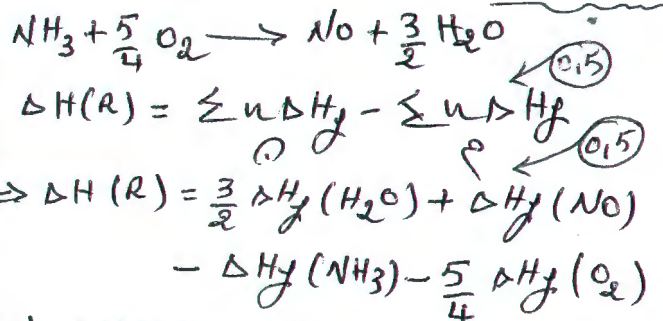 NH₃ + 5/4 O₂ → NO + 3/2 H₂O
0,5
ΔH(R) = Σ n ΔHf - Σ n ΔHf
0,5
⇒ ΔH(R) = 3/2 ΔHf(H₂O) + ΔHf(NO)
- ΔHf(NH₃) - 5/4 ΔHf(O₂)